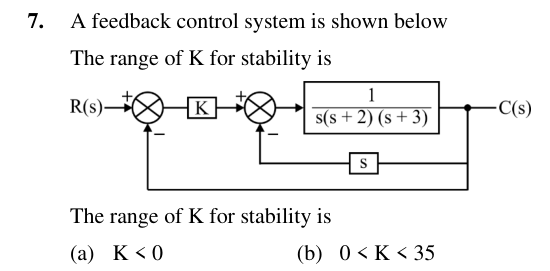 7. A feedback control system is shown below
The range of K for stability is
R(s) + − K + − 1 C(s)
s(s + 2) (s + 3)
s
The range of K for stability is
(a) K < 0 (b) 0 < K < 35